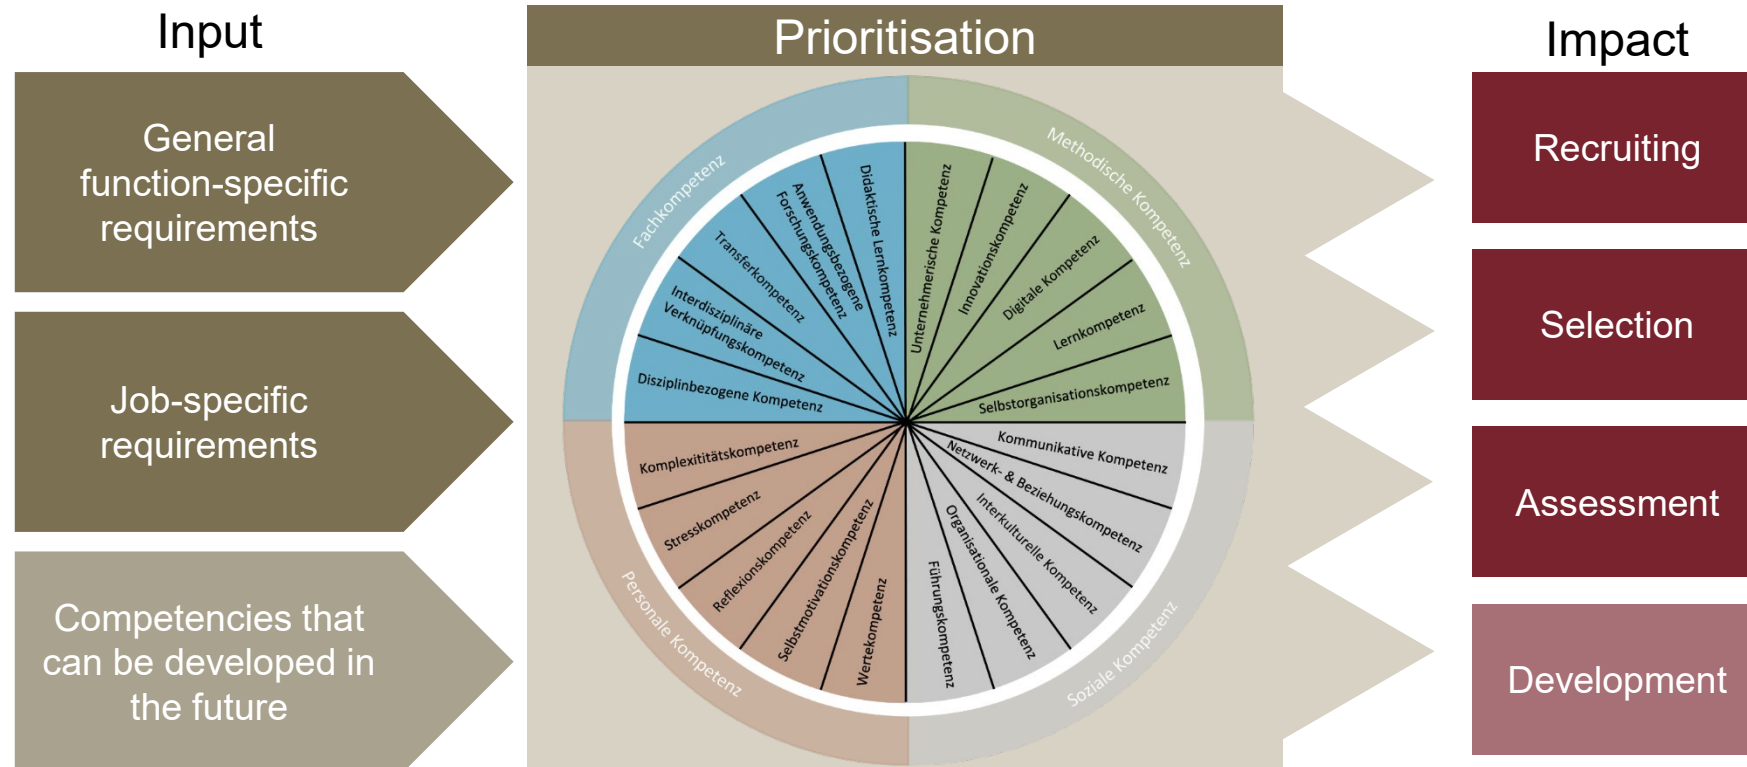 Input
General
function-specific
requirements
Job-specific
requirements
Competencies that
can be developed in
the future
Prioritisation
Fachkompetenz
Methodische Kompetenz
Personale Kompetenz
Soziale Kompetenz
Disziplinbezogene Kompetenz
Interdisziplinäre
Verknüpfungskompetenz
Transferkompetenz
Anwendungsbezogene
Forschungskompetenz
Didaktische Lernkompetenz
Unternehmerische Kompetenz
Innovationskompetenz
Digitale Kompetenz
Lernkompetenz
Selbstorganisationskompetenz
Kommunikative Kompetenz
Netzwerk- & Beziehungskompetenz
Interkulturelle Kompetenz
Organisationale Kompetenz
Führungskompetenz
Wertekompetenz
Selbstmotivationskompetenz
Reflexionskompetenz
Stresskompetenz
Komplexititätskompetenz
Impact
Recruiting
Selection
Assessment
Development